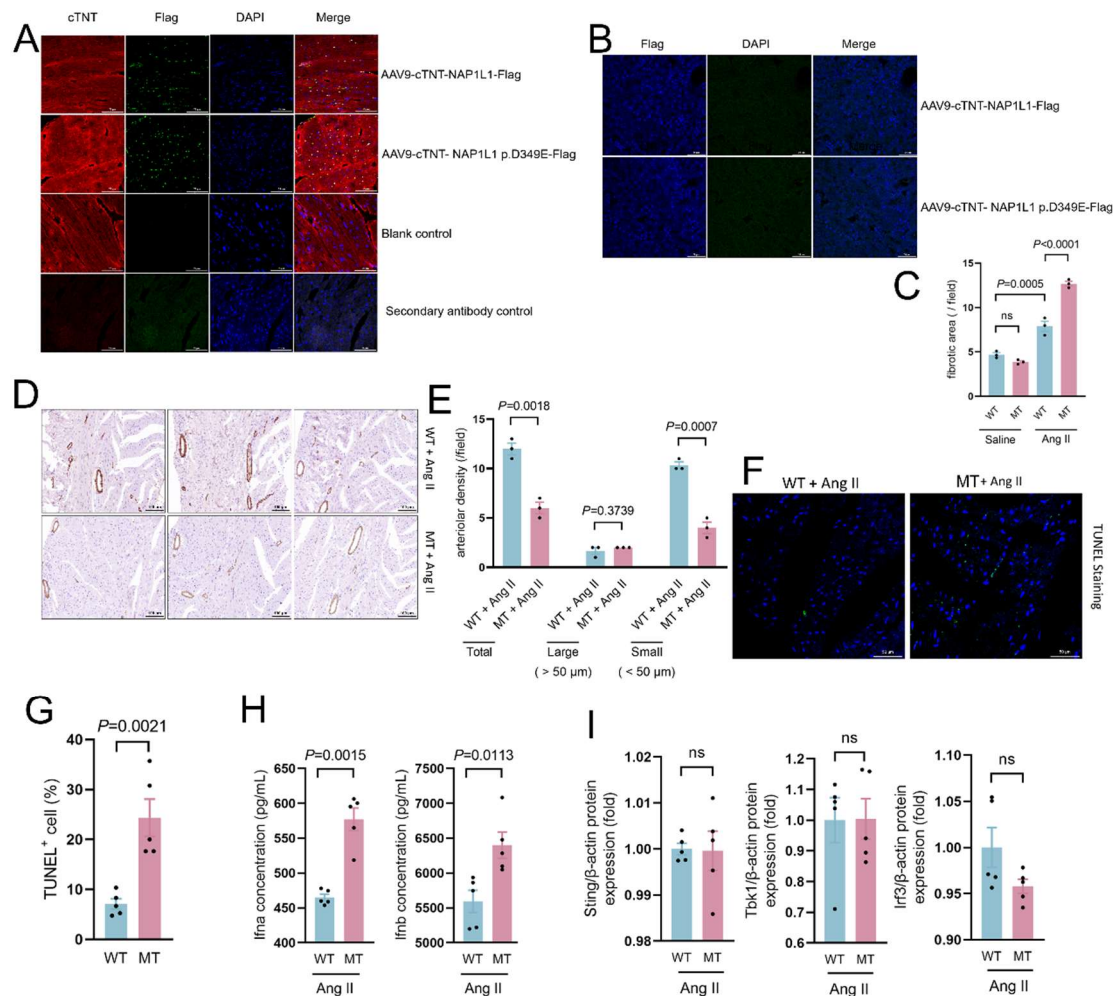 A
cTNT Flag DAPI Merge
AAV9-cTNT-NAP1L1-Flag
AAV9-cTNT- NAP1L1 p.D349E-Flag
Blank control
Secondary antibody control
B
Flag DAPI Merge
AAV9-cTNT-NAP1L1-Flag
AAV9-cTNT- NAP1L1 p.D349E-Flag
C
P<0.0001
P=0.0005
ns
fibrotic area ( / field)
15
10
5
0
WT MT WT MT
Saline Ang II
D
WT + Ang II
MT + Ang II
E
P=0.0018
P=0.0007
P=0.3739
arteriolar density (/field)
15
10
5
0
WT + Ang II MT + Ang II WT + Ang II MT + Ang II WT + Ang II MT + Ang II
Total Large Small
( > 50 μm) ( < 50 μm)
F
WT + Ang II MT + Ang II
TUNEL Staining
G
P=0.0021
TUNEL+ cell (%)
40
30
20
10
0
WT MT
H
P=0.0015
Ifna concentration (pg/mL)
650
600
550
500
450
400
WT MT
Ang II
P=0.0113
Ifnb concentration (pg/mL)
7500
7000
6500
6000
5500
5000
WT MT
Ang II
I
ns
Sting/β-actin protein
expression (fold)
1.02
1.01
1.00
0.99
0.98
WT MT
Ang II
ns
Tbk1/β-actin protein
expression (fold)
1.2
1.1
1.0
0.9
0.8
0.7
0.6
WT MT
Ang II
ns
Irf3/β-actin protein
expression (fold)
1.10
1.05
1.00
0.95
0.90
WT MT
Ang II